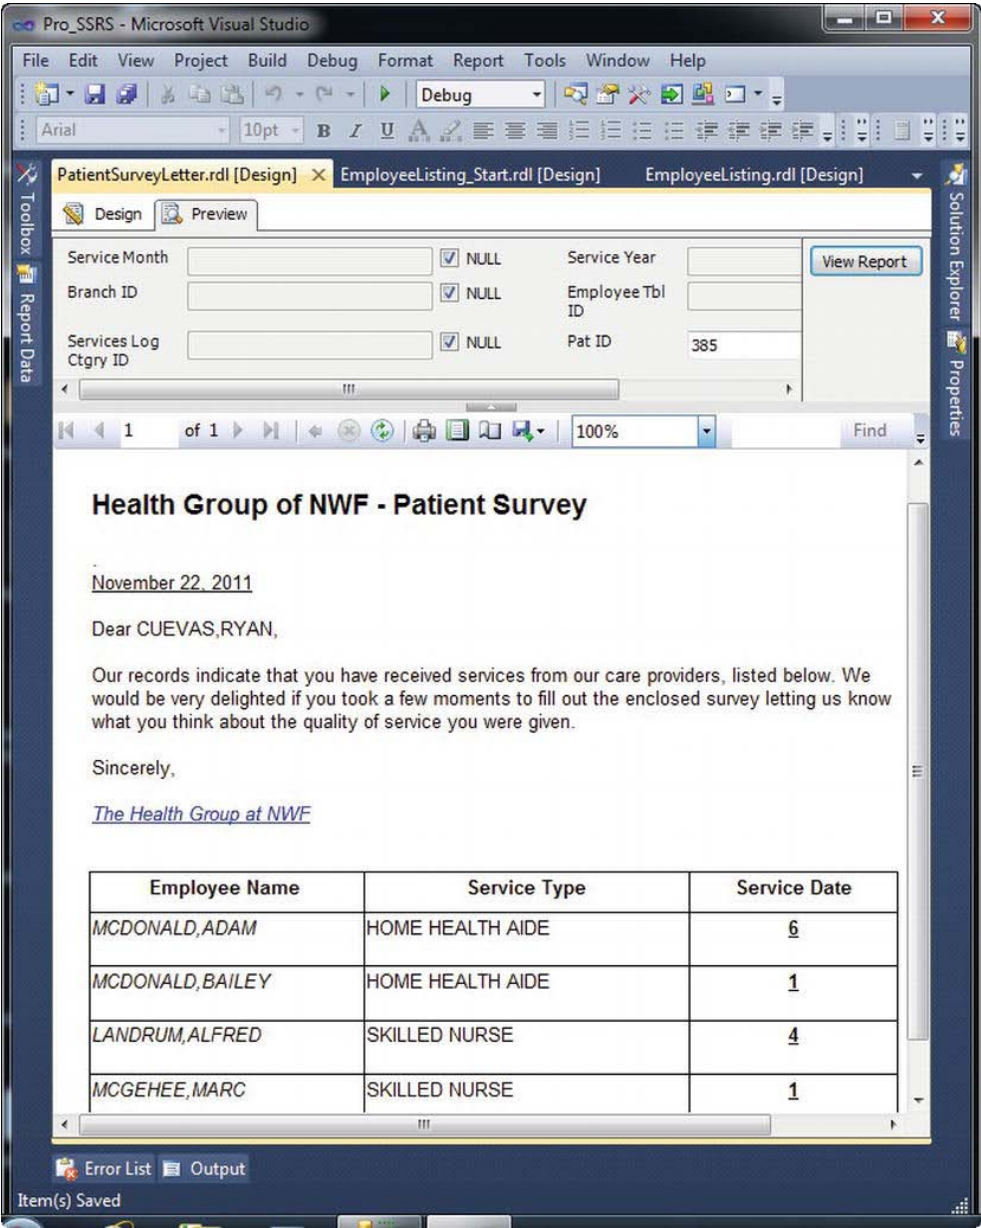 Pro_SSRS - Microsoft Visual Studio
File Edit View Project Build Debug Format Report Tools Window Help
Debug
Arial 10pt B I U A
PatientSurveyLetter.rdl [Design] EmployeeListing_Start.rdl [Design] EmployeeListing.rdl [Design]
Toolbox
Report Data
Solution Explorer
Properties
Design Preview
Service Month NULL Service Year View Report
Branch ID NULL Employee Tbl ID
Services Log Ctgry ID NULL Pat ID 385
1 of 1 100% Find
Health Group of NWF - Patient Survey
.
November 22, 2011
Dear CUEVAS,RYAN,
Our records indicate that you have received services from our care providers, listed below. We
would be very delighted if you took a few moments to fill out the enclosed survey letting us know
what you think about the quality of service you were given.
Sincerely,
The Health Group at NWF
Employee Name Service Type Service Date
MCDONALD,ADAM HOME HEALTH AIDE 6
MCDONALD,BAILEY HOME HEALTH AIDE 1
LANDRUM,ALFRED SKILLED NURSE 4
MCGEHEE,MARC SKILLED NURSE 1
Error List Output
Item(s) Saved